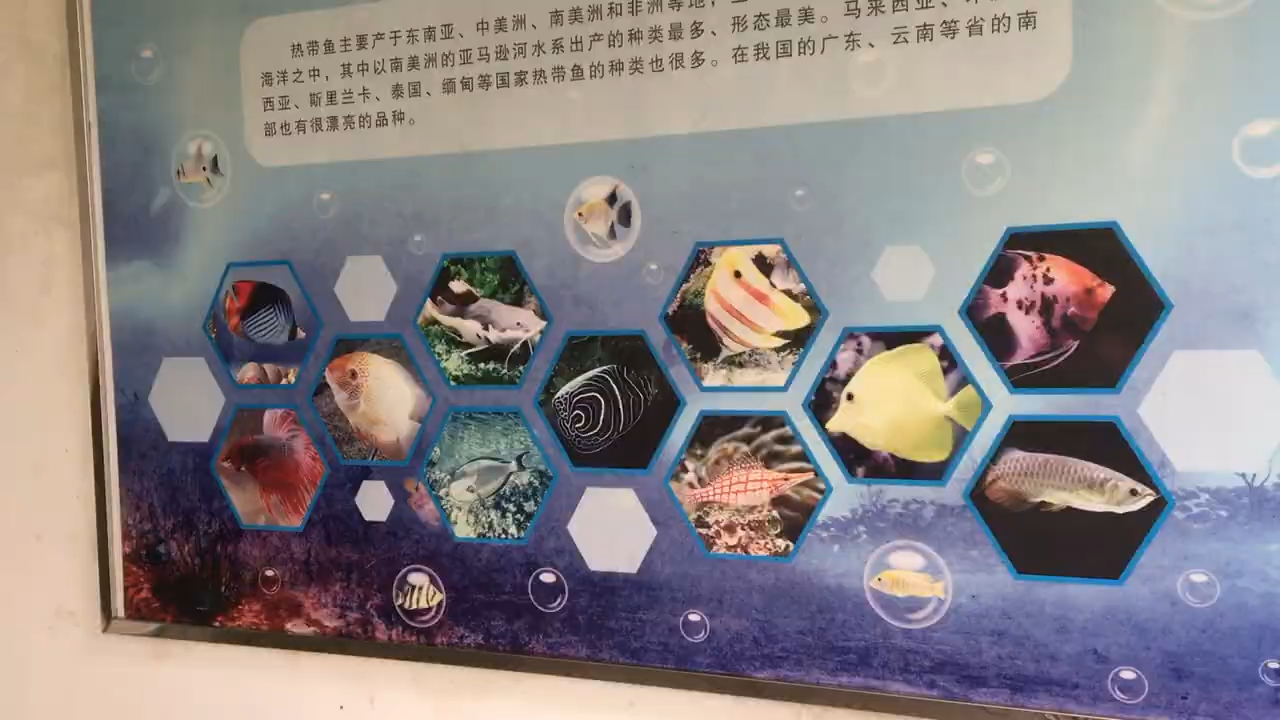 热带鱼主要产于东南亚、中美洲、南美洲和非洲等地，
海洋之中，其中以南美洲的亚马逊河水系出产的种类最多、形态最美。马来西亚、
西亚、斯里兰卡、泰国、缅甸等国家热带鱼的种类也很多。在我国的广东、云南等省的南
部也有很漂亮的品种。